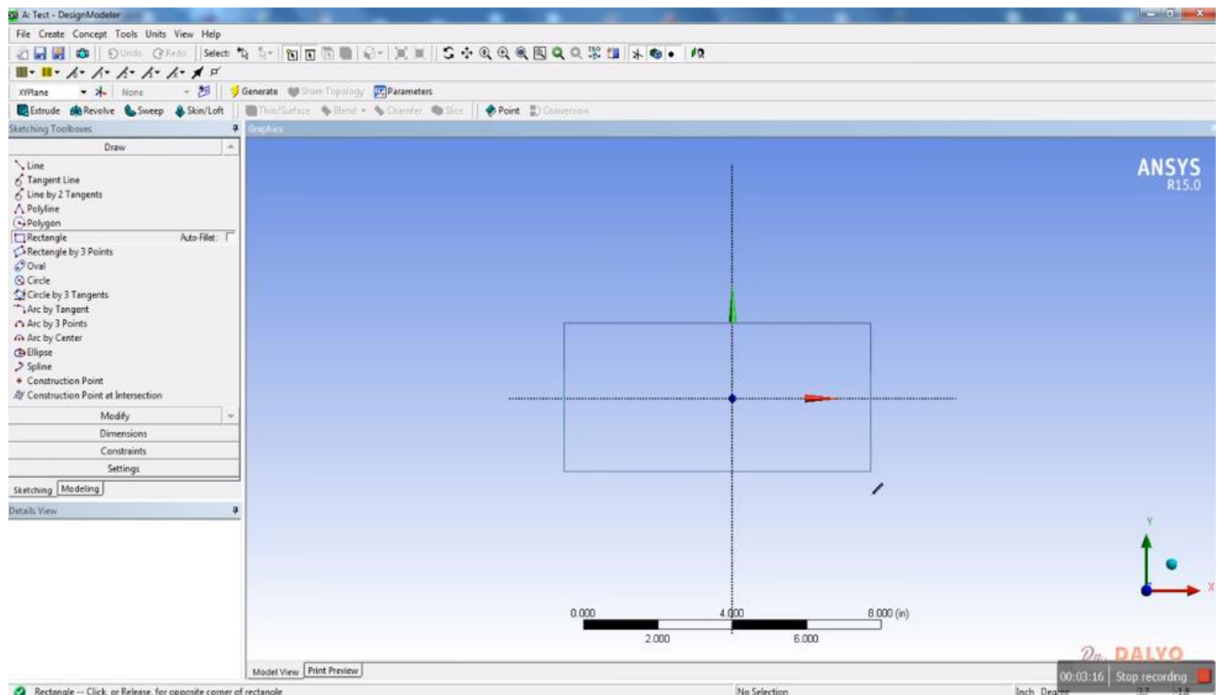 A: Test - DesignModeler
File Create Concept Tools Units View Help
Undo Redo Select:
XYPlane None Generate Share Topology Parameters
Extrude Revolve Sweep Skin/Loft Thin/Surface Blend Chamfer Slice Point Conversion
Sketching Toolboxes
Graphics
Draw
Line
Tangent Line
Line by 2 Tangents
Polyline
Polygon
Rectangle Auto-Fillet:
Rectangle by 3 Points
Oval
Circle
Circle by 3 Tangents
Arc by Tangent
Arc by 3 Points
Arc by Center
Ellipse
Spline
Construction Point
Construction Point at Intersection
Modify
Dimensions
Constraints
Settings
Sketching Modeling
Details View
ANSYS
R15.0
Y
X
0.000 4.000 8.000 (in)
2.000 6.000
Model View Print Preview
Dr. DALYO
00:03:16 Stop recording
Rectangle -- Click, or Release, for opposite corner of rectangle No Selection Inch Degree